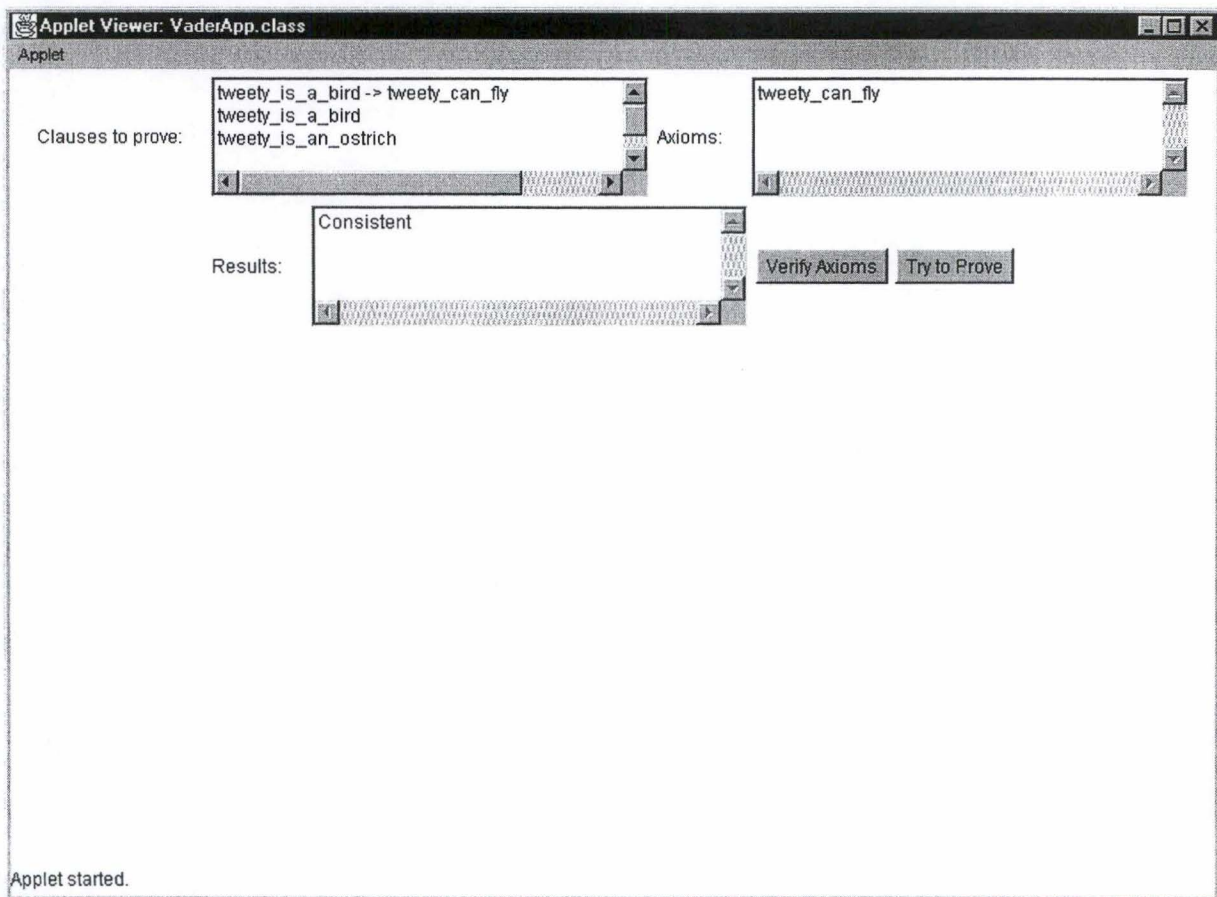 Applet Viewer: VaderApp.class
Applet
Clauses to prove:
tweety_is_a_bird -> tweety_can_fly
tweety_is_a_bird
tweety_is_an_ostrich
Axioms:
tweety_can_fly
Results:
Consistent
Verify Axioms
Try to Prove
Applet started.